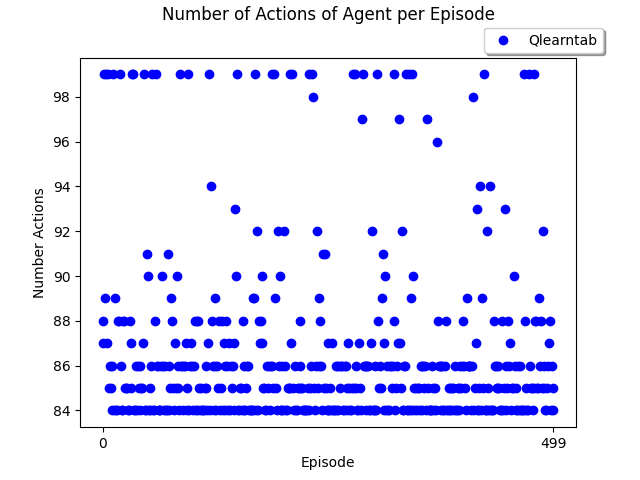 Number of Actions of Agent per Episode
Qlearntab
98
96
94
92
90
88
86
84
Number Actions
0
499
Episode